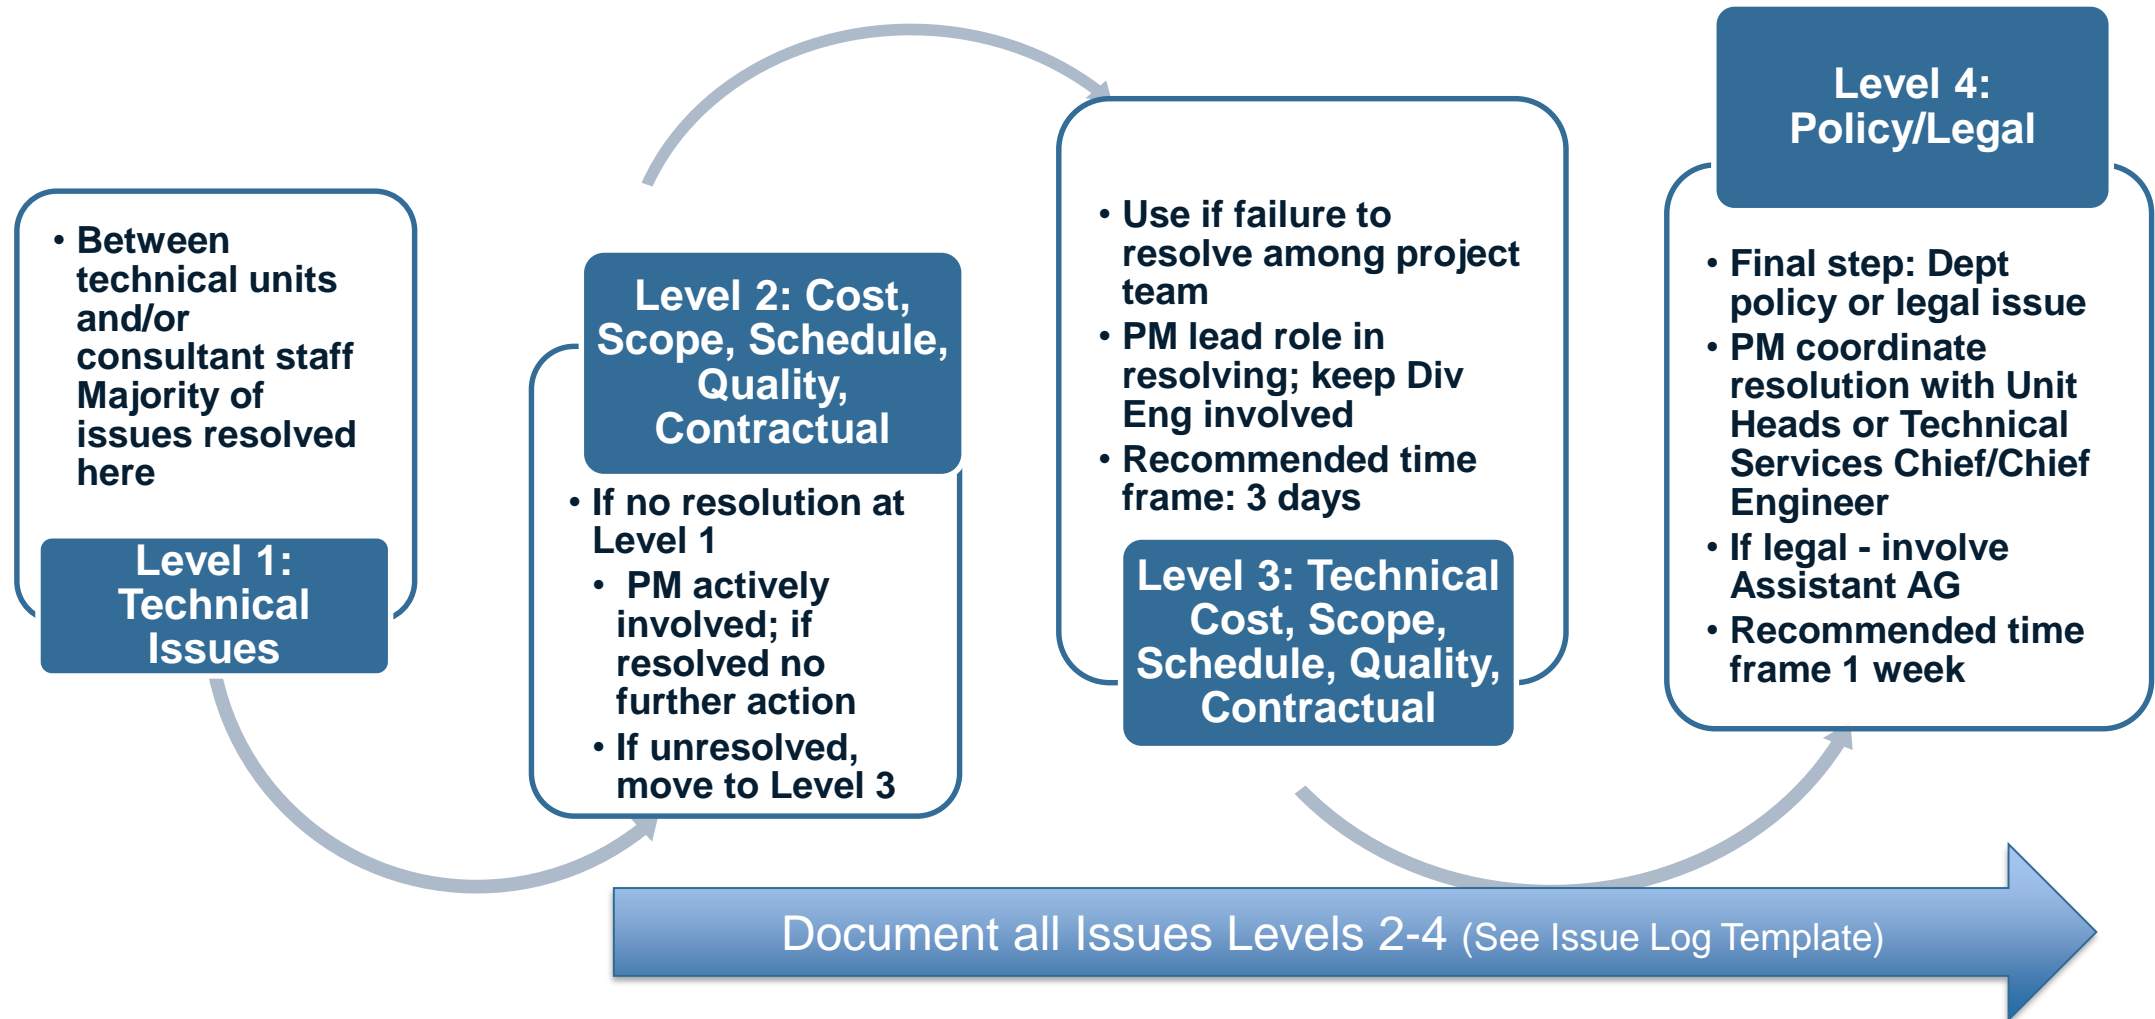 • Between
technical units
and/or
consultant staff
Majority of
issues resolved
here
Level 1:
Technical
Issues
Level 2: Cost,
Scope, Schedule,
Quality,
Contractual
• If no resolution at
Level 1
• PM actively
involved; if
resolved no
further action
• If unresolved,
move to Level 3
• Use if failure to
resolve among project
team
• PM lead role in
resolving; keep Div
Eng involved
• Recommended time
frame: 3 days
Level 3: Technical
Cost, Scope,
Schedule, Quality,
Contractual
Level 4:
Policy/Legal
• Final step: Dept
policy or legal issue
• PM coordinate
resolution with Unit
Heads or Technical
Services Chief/Chief
Engineer
• If legal - involve
Assistant AG
• Recommended time
frame 1 week
Document all Issues Levels 2-4 (See Issue Log Template)